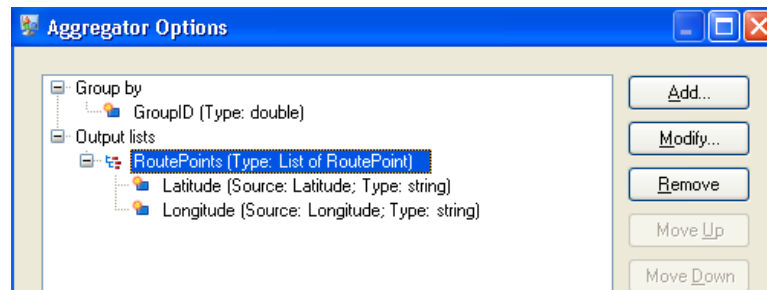 Aggregator Options
Group by
GroupID (Type: double)
Output lists
RoutePoints (Type: List of RoutePoint)
Latitude (Source: Latitude; Type: string)
Longitude (Source: Longitude; Type: string)
Add...
Modify...
Remove
Move Up
Move Down